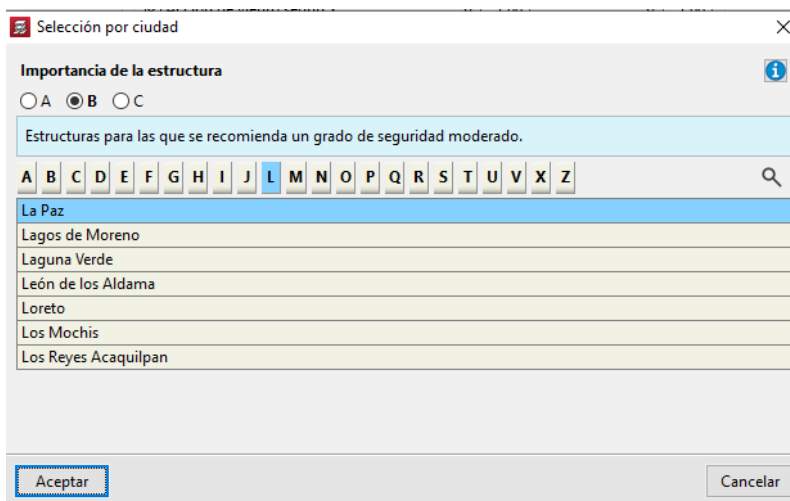 Selección por ciudad
Importancia de la estructura
A B C
Estructuras para las que se recomienda un grado de seguridad moderado.
A B C D E F G H I J L M N O P Q R S T U V X Z
La Paz
Lagos de Moreno
Laguna Verde
León de los Aldama
Loreto
Los Mochis
Los Reyes Acaquilpan
Aceptar Cancelar